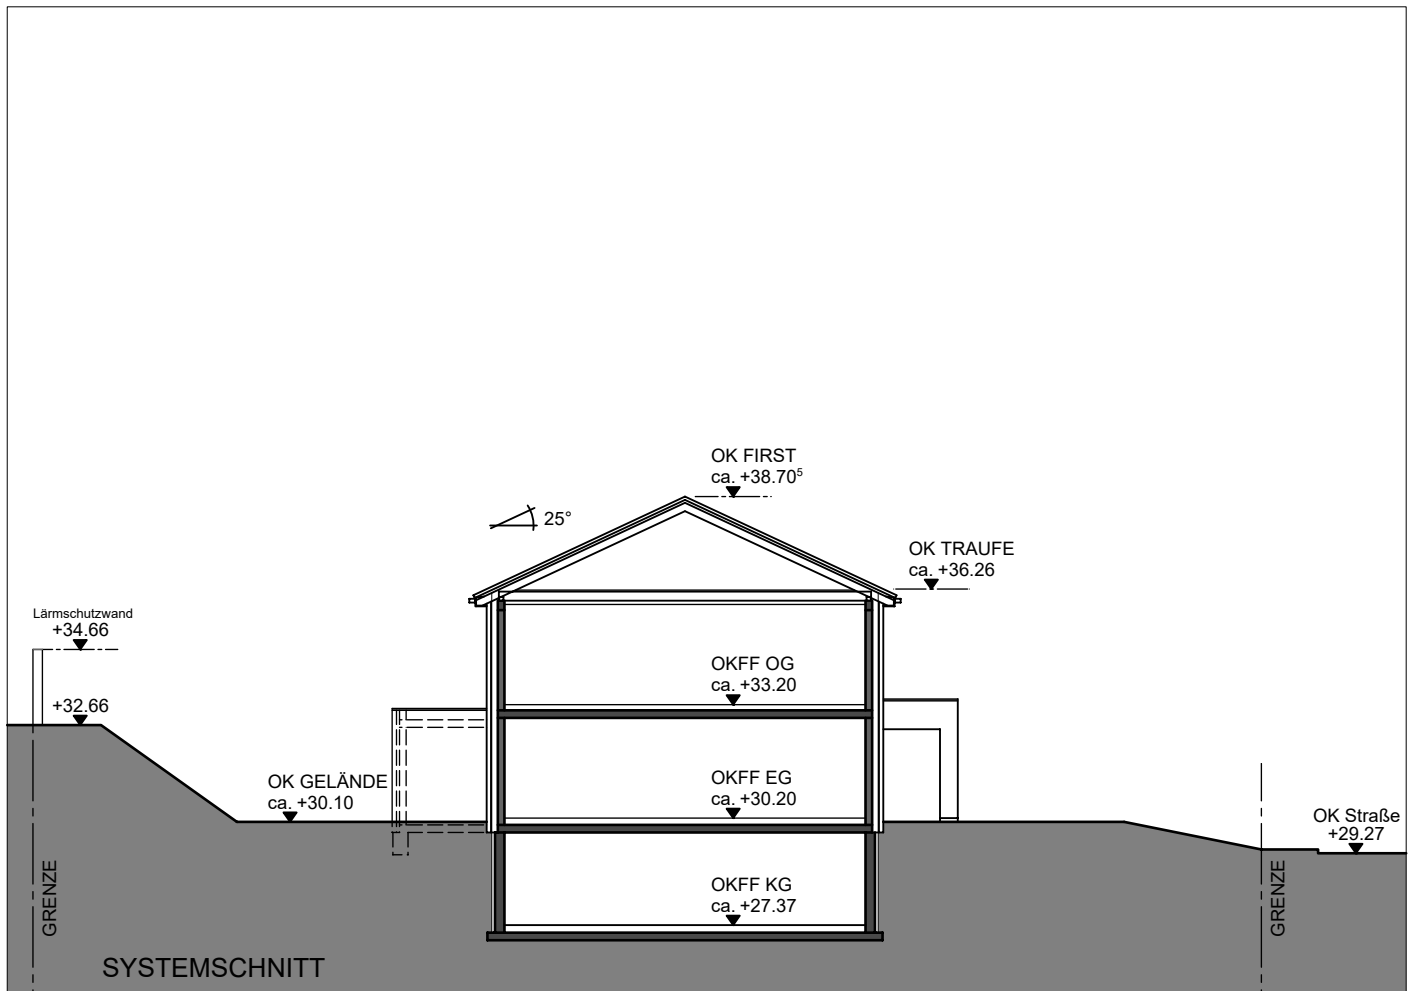 OK FIRST
ca. +38.70⁵
25°
OK TRAUFE
ca. +36.26
Lärmschutzwand
+34.66
OKFF OG
ca. +33.20
+32.66
OK GELÄNDE
ca. +30.10
OKFF EG
ca. +30.20
OK Straße
+29.27
GRENZE
OKFF KG
ca. +27.37
GRENZE
SYSTEMSCHNITT